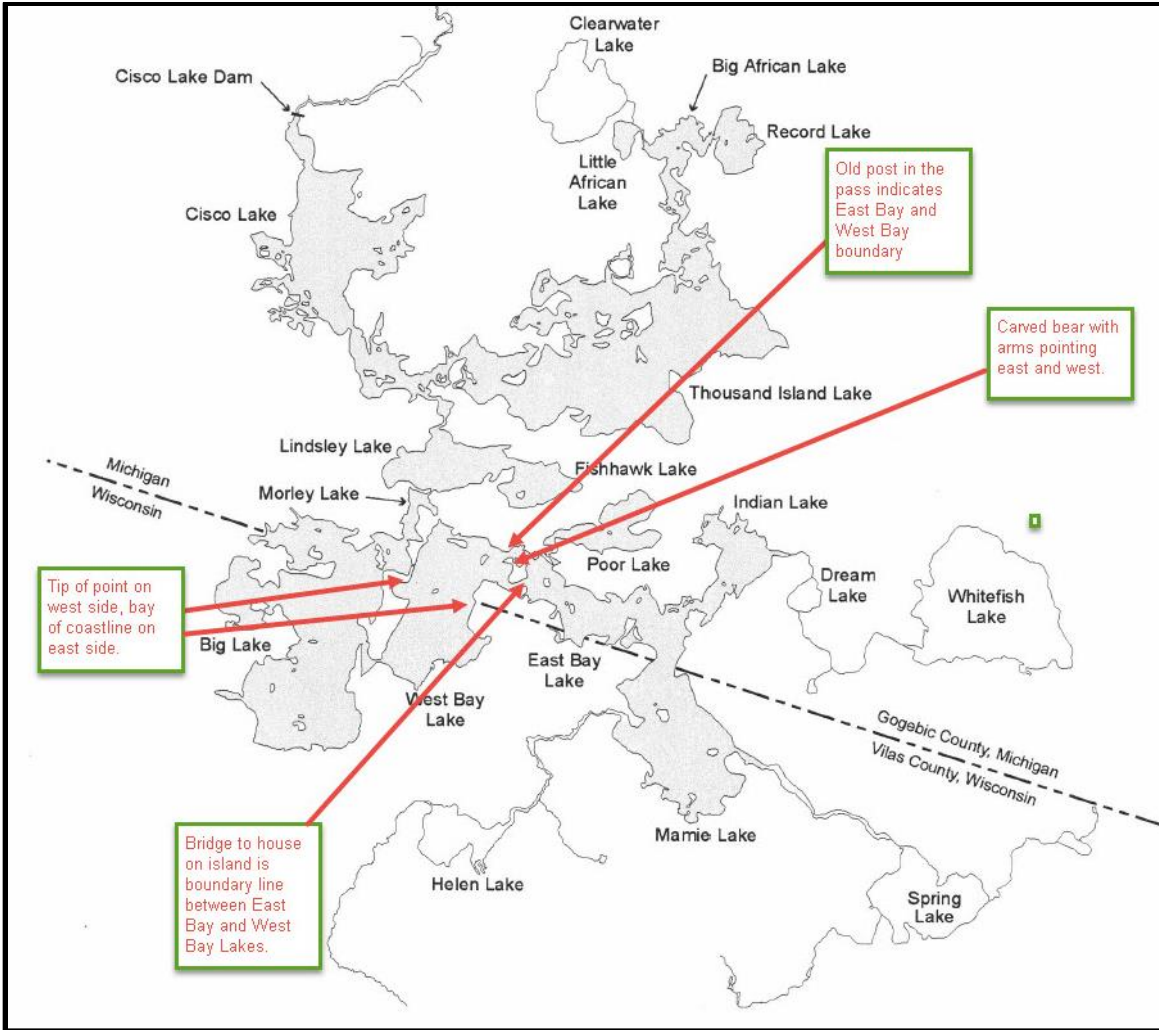 Clearwater
Lake
Cisco Lake Dam
Big African Lake
Record Lake
Little
African
Lake
Old post in the
pass indicates
East Bay and
West Bay
boundary
Cisco Lake
Carved bear with
arms pointing
east and west.
Thousand Island Lake
Lindsley Lake
Fishhawk Lake
Michigan
Wisconsin
Morley Lake
Indian Lake
Poor Lake
Dream
Lake
Whitefish
Lake
Tip of point on
west side, bay
of coastline on
east side.
Big Lake
East Bay
Lake
West Bay
Lake
Gogebic County, Michigan
Vilas County, Wisconsin
Bridge to house
on island is
boundary line
between East
Bay and West
Bay Lakes.
Mamie Lake
Helen Lake
Spring
Lake